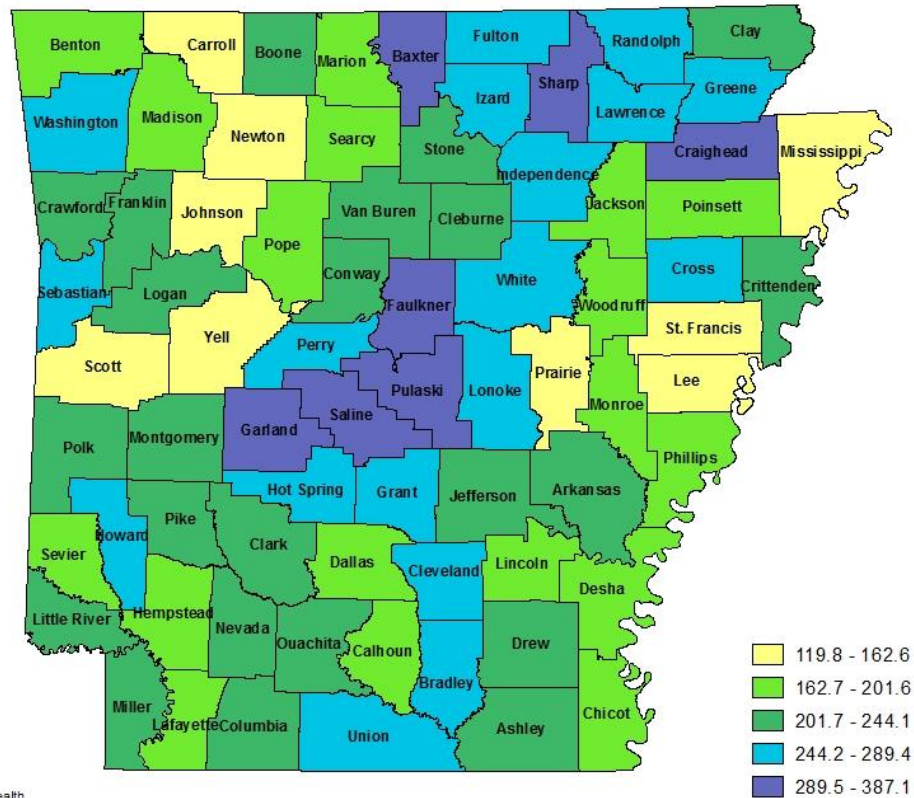 Benton
Carroll
Boone
Marion
Baxter
Fulton
Randolph
Clay
Sharp
Izard
Greene
Lawrence
Washington
Madison
Newton
Searcy
Stone
Independence
Craighead
Mississippi
Crawford
Franklin
Johnson
Pope
Van Buren
Cleburne
Jackson
Poinsett
Sebastian
Logan
Conway
White
Woodruff
Cross
Crittenden
Faulkner
Scott
Yell
Perry
St. Francis
Prairie
Lee
Pulaski
Lonoke
Monroe
Saline
Garland
Polk
Montgomery
Phillips
Hot Spring
Grant
Jefferson
Arkansas
Howard
Pike
Clark
Sevier
Dallas
Cleveland
Lincoln
Desha
Little River
Hempstead
Nevada
Ouachita
Calhoun
Drew
Bradley
Miller
Lafayette
Columbia
Union
Ashley
Chicot
119.8 - 162.6
162.7 - 201.6
201.7 - 244.1
244.2 - 289.4
289.5 - 387.1